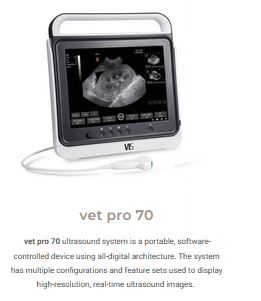 VIS
vet pro 70
vet pro 70 ultrasound system is a portable, software-
controlled device using all-digital architecture. The system
has multiple configurations and feature sets used to display
high-resolution, real-time ultrasound images.